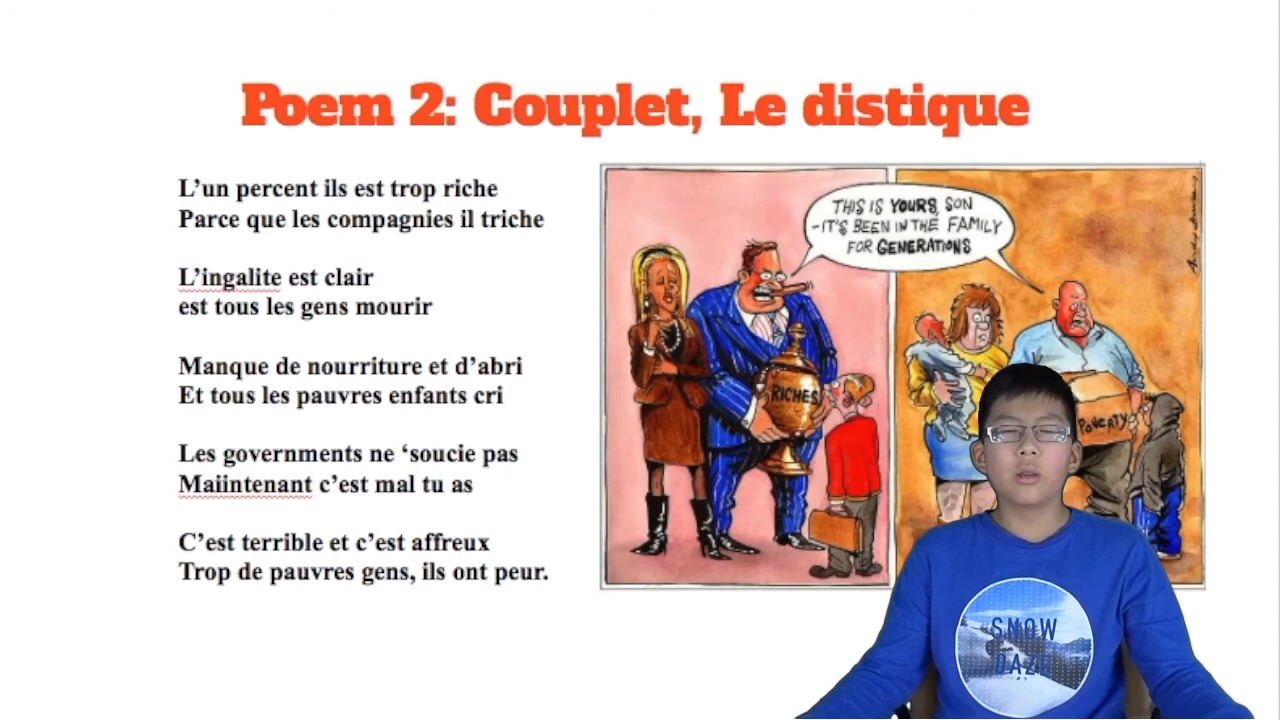 Poem 2: Couplet, Le distique
L’un percent ils est trop riche
Parce que les compagnies il triche
L’ingalite est clair
est tous les gens mourir
Manque de nourriture et d’abri
Et tous les pauvres enfants cri
Les governments ne ‘soucie pas
Maiintenant c’est mal tu as
C’est terrible et c’est affreux
Trop de pauvres gens, ils ont peur.
THIS IS YOURS, SON
-IT'S BEEN IN THE FAMILY
FOR GENERATIONS
RICHES
POVERTY
SNOW
DAZE